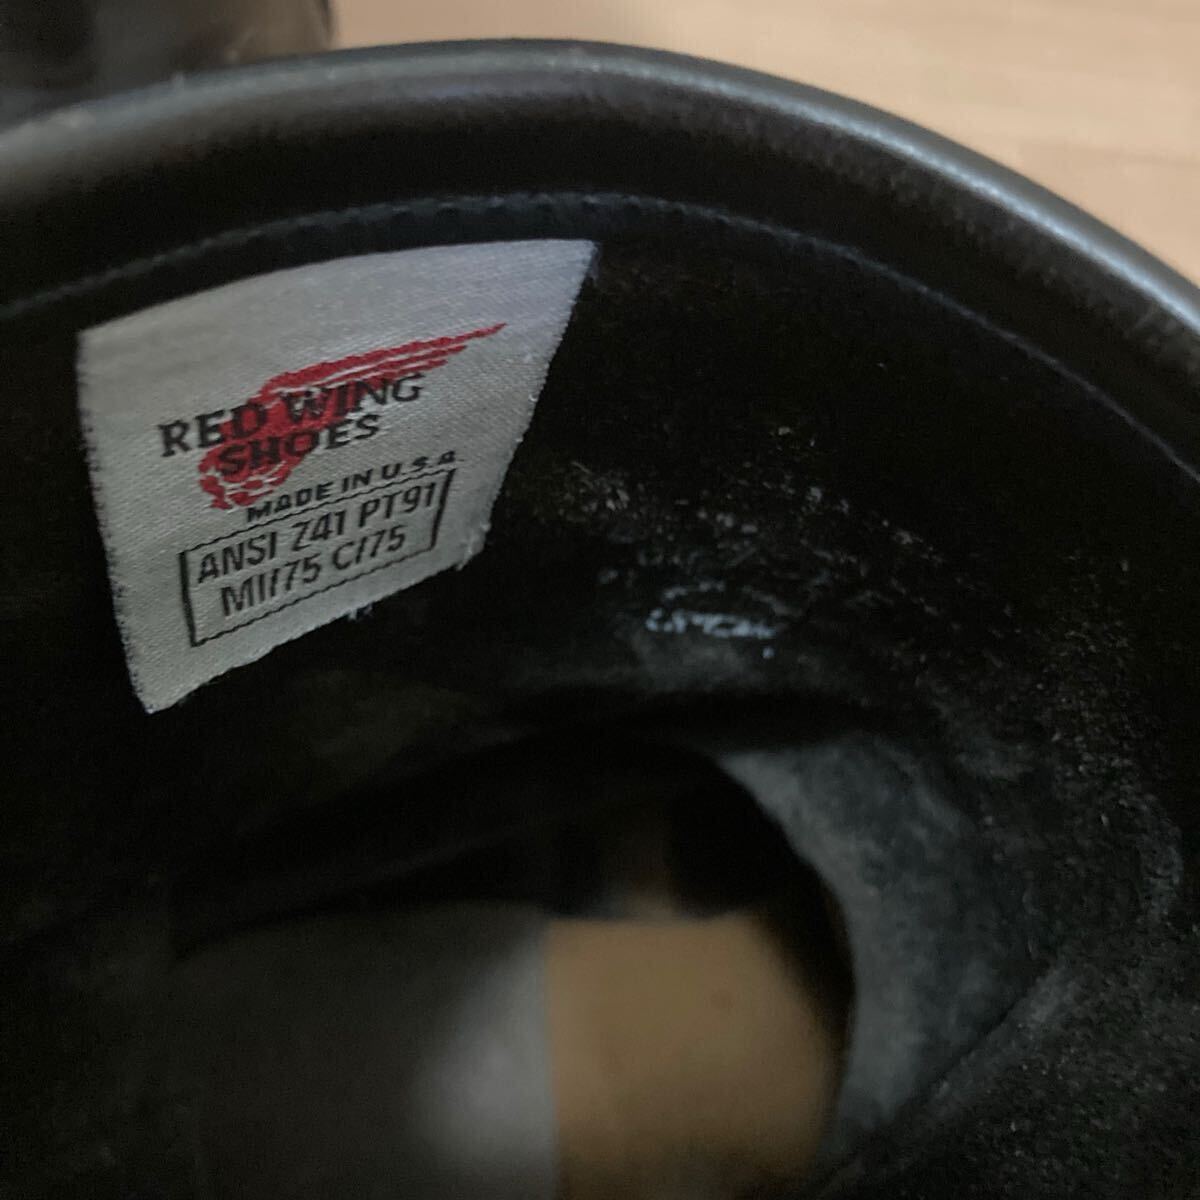 RED WING
SHOES
MADE IN U.S.A.
ANSI Z41 PT91
MI/75 C/75